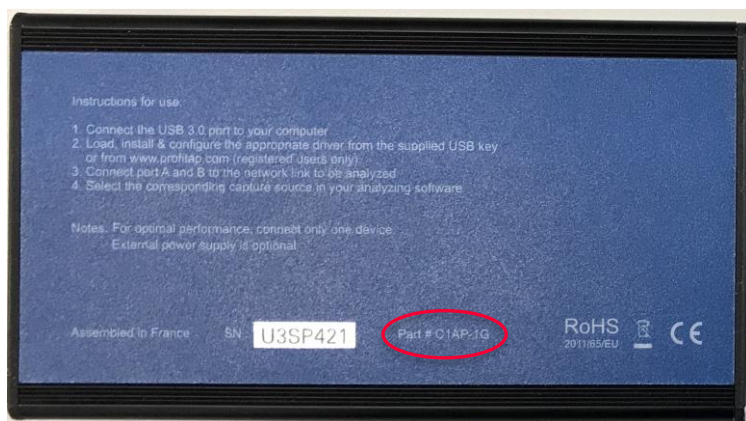 Instructions for use:
1. Connect the USB 3.0 port to your computer
2. Load, install & configure the appropriate driver from the supplied USB key
or from www.profitap.com (registered users only)
3. Connect port A and B to the network link to be analyzed
4. Select the corresponding capture source in your analyzing software
Notes: For optimal performance, connect only one device.
External power supply is optional
Assembled in France SN U3SP421 Part # C1AP-1G RoHS
2011/65/EU CE